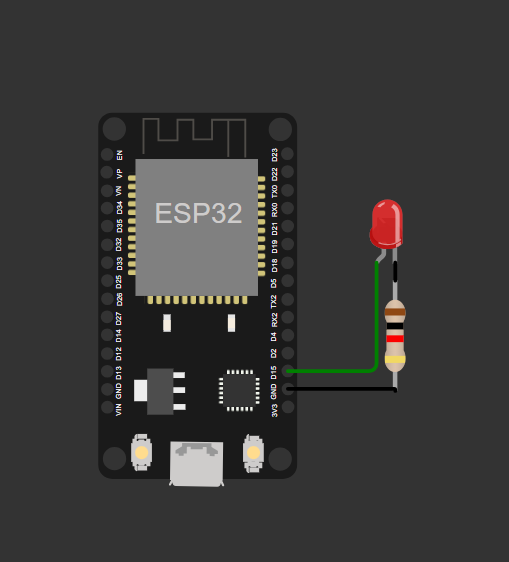 ESP32
EN
VP
VN
D34
D35
D32
D33
D25
D26
D27
D14
D12
D13
GND
VIN
D23
D22
TX0
RX0
D21
D19
D18
D5
TX2
RX2
D4
D2
D15
GND
3V3